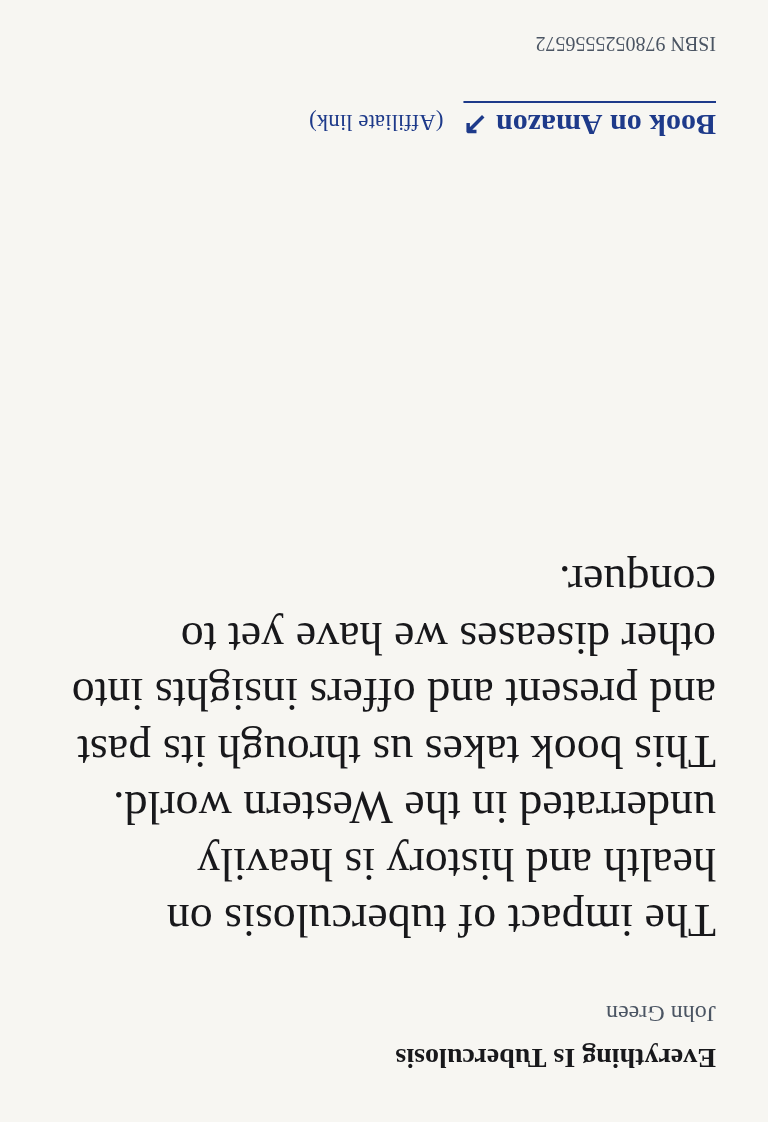 Everything Is Tuberculosis
John Green
The impact of tuberculosis on
health and history is heavily
underrated in the Western world.
This book takes us through its past
and present and offers insights into
other diseases we have yet to
conquer.
Book on Amazon ↗ (Affiliate link)
ISBN 9780525556572